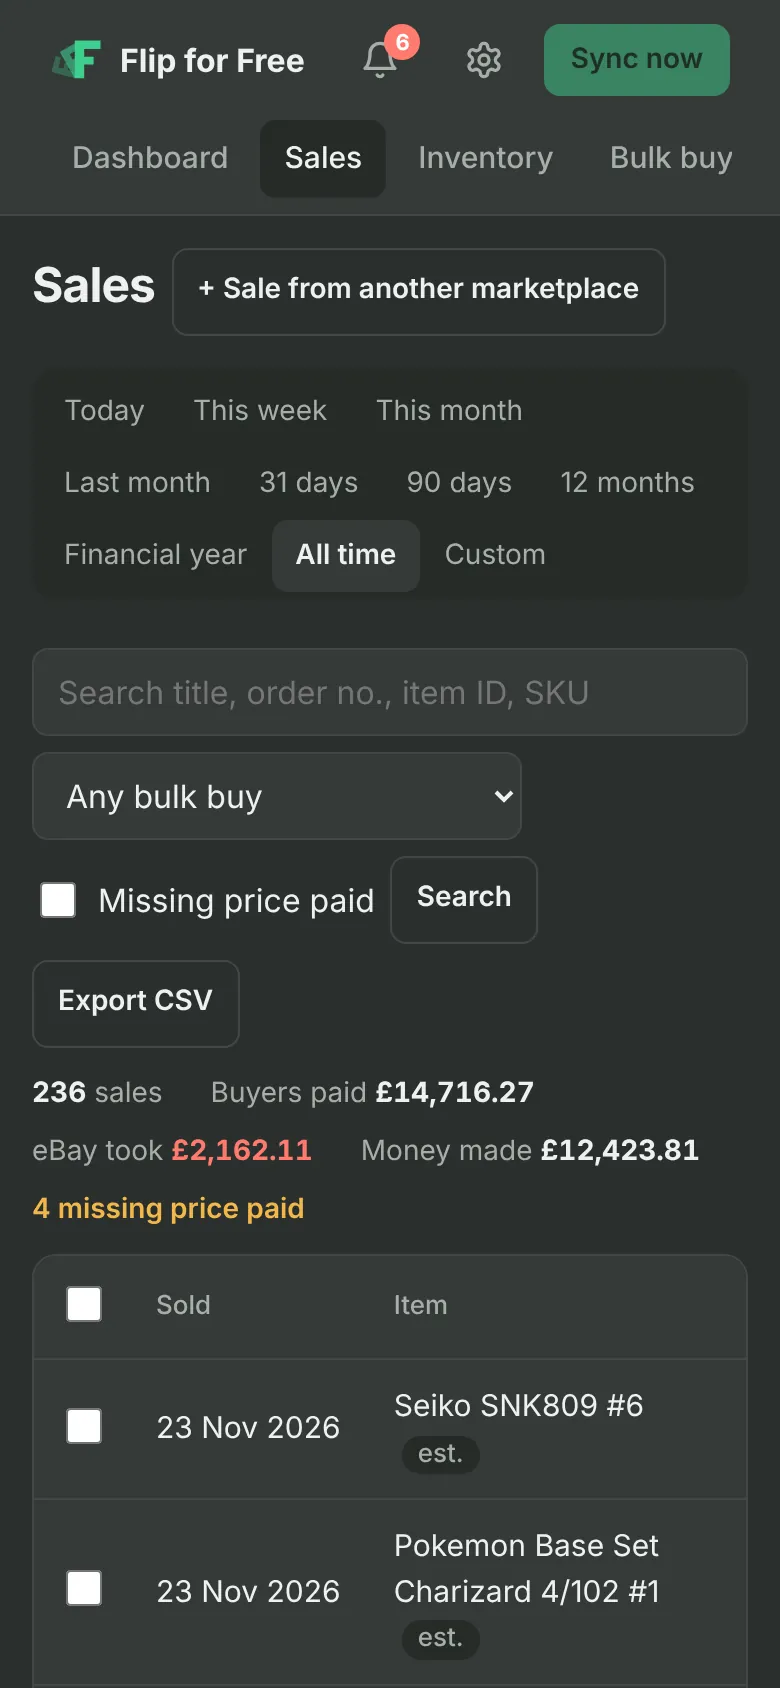 Flip for Free
6
Sync now
Dashboard Sales Inventory Bulk buy
Sales
+ Sale from another marketplace
Today This week This month
Last month 31 days 90 days 12 months
Financial year All time Custom
Search title, order no., item ID, SKU
Any bulk buy
Missing price paid Search
Export CSV
236 sales Buyers paid £14,716.27
eBay took £2,162.11 Money made £12,423.81
4 missing price paid
Sold Item
23 Nov 2026 Seiko SNK809 #6
est.
23 Nov 2026 Pokemon Base Set
Charizard 4/102 #1
est.